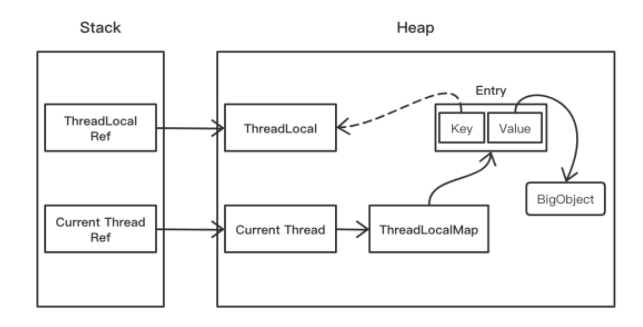 Stack
Heap
Entry
ThreadLocal
Ref
ThreadLocal
Key
Value
BigObject
Current Thread
Ref
Current Thread
ThreadLocalMap